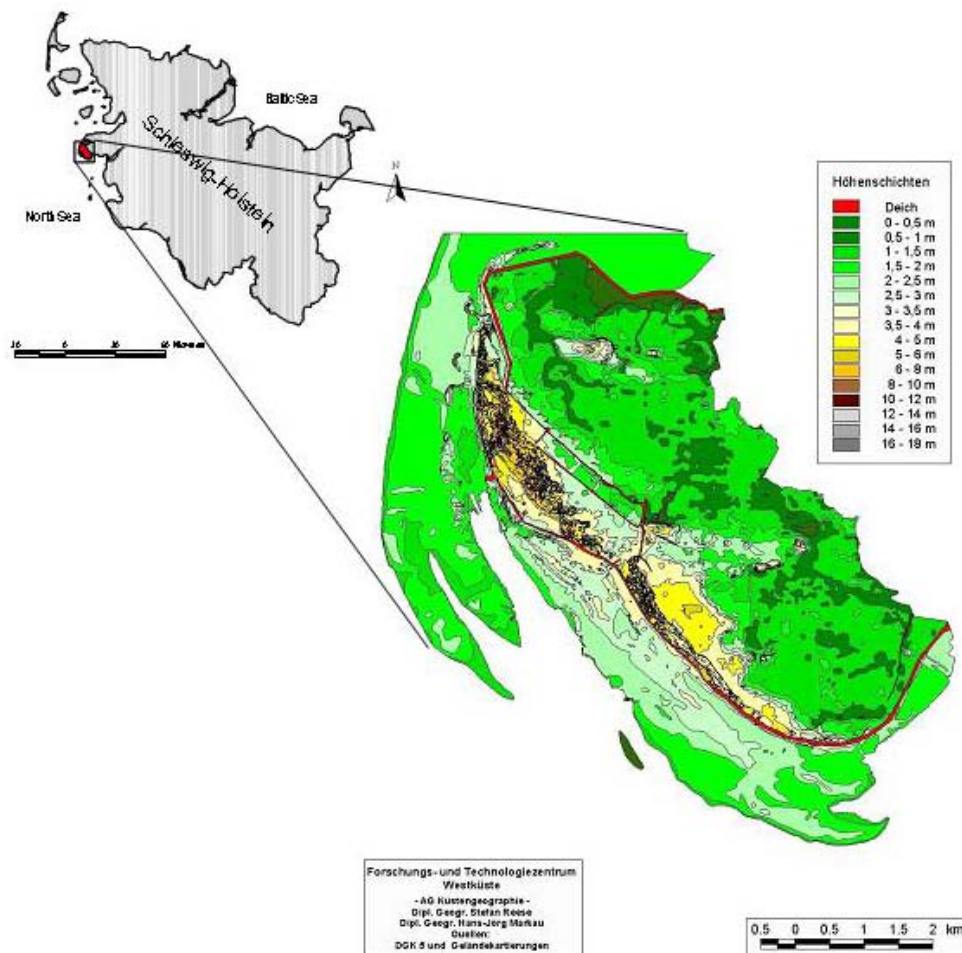 Baltic Sea
Schleswig-Holstein
North Sea
N
Höhenschichten
Deich
0 - 0,5 m
0,5 - 1 m
1 - 1,5 m
1,5 - 2 m
2 - 2,5 m
2,5 - 3 m
3 - 3,5 m
3,5 - 4 m
4 - 5 m
5 - 6 m
6 - 8 m
8 - 10 m
10 - 12 m
12 - 14 m
14 - 16 m
16 - 18 m
Forschungs- und Technologiezentrum
Westküste
- AG Küstengeographie -
Dipl. Geogr. Stefan Reese
Dipl. Geogr. Hans-Jörg Markau
Quellen:
DGK 5 und Geländekartierungen
0.5 0 0.5 1 1.5 2 km